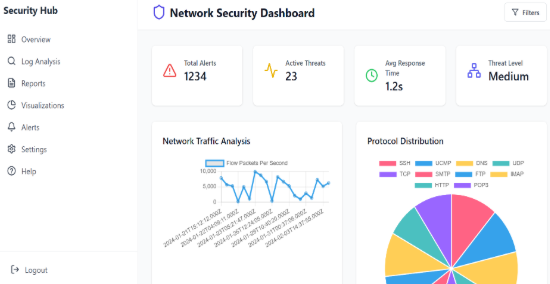 Security Hub
Overview
Log Analysis
Reports
Visualizations
Alerts
Settings
Help
Logout
Network Security Dashboard
Filters
Total Alerts
1234
Active Threats
23
Avg Response
Time
1.2s
Threat Level
Medium
Network Traffic Analysis
Flow Packets Per Second
10,000
5,000
0
Protocol Distribution
SSH UCMP DNS UDP
TCP SMTP FTP IMAP
HTTP POP3